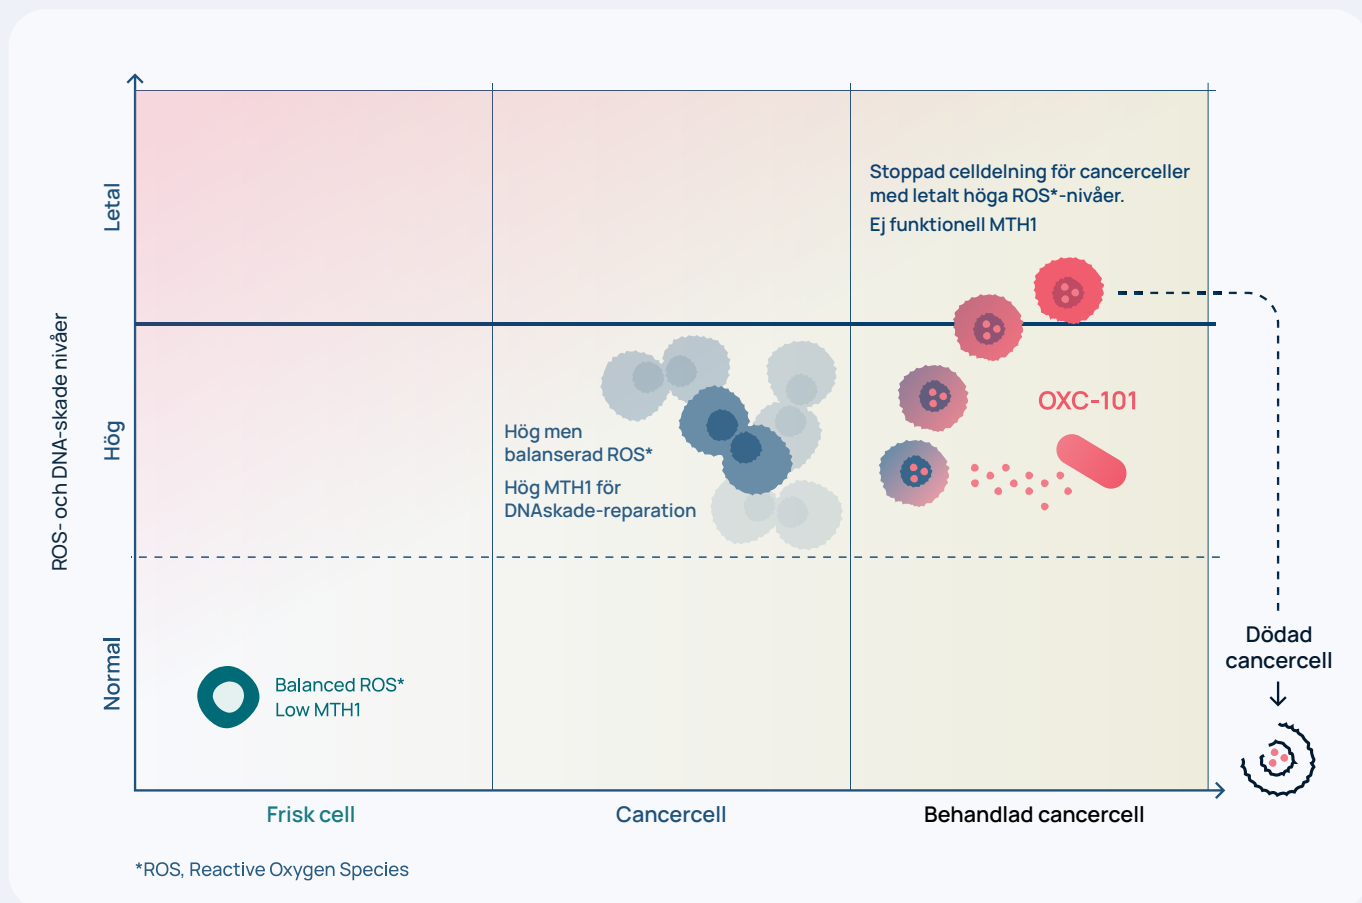 ROS- och DNA-skade nivåer
Letal
Hög
Normal
Stoppad celldelning för cancerceller
med letalt höga ROS*-nivåer.
Ej funktionell MTH1
Hög men
balanserad ROS*
Hög MTH1 för
DNAskade-reparation
OXC-101
Balanced ROS*
Low MTH1
Dödad
cancercell
Frisk cell
Cancercell
Behandlad cancercell
*ROS, Reactive Oxygen Species